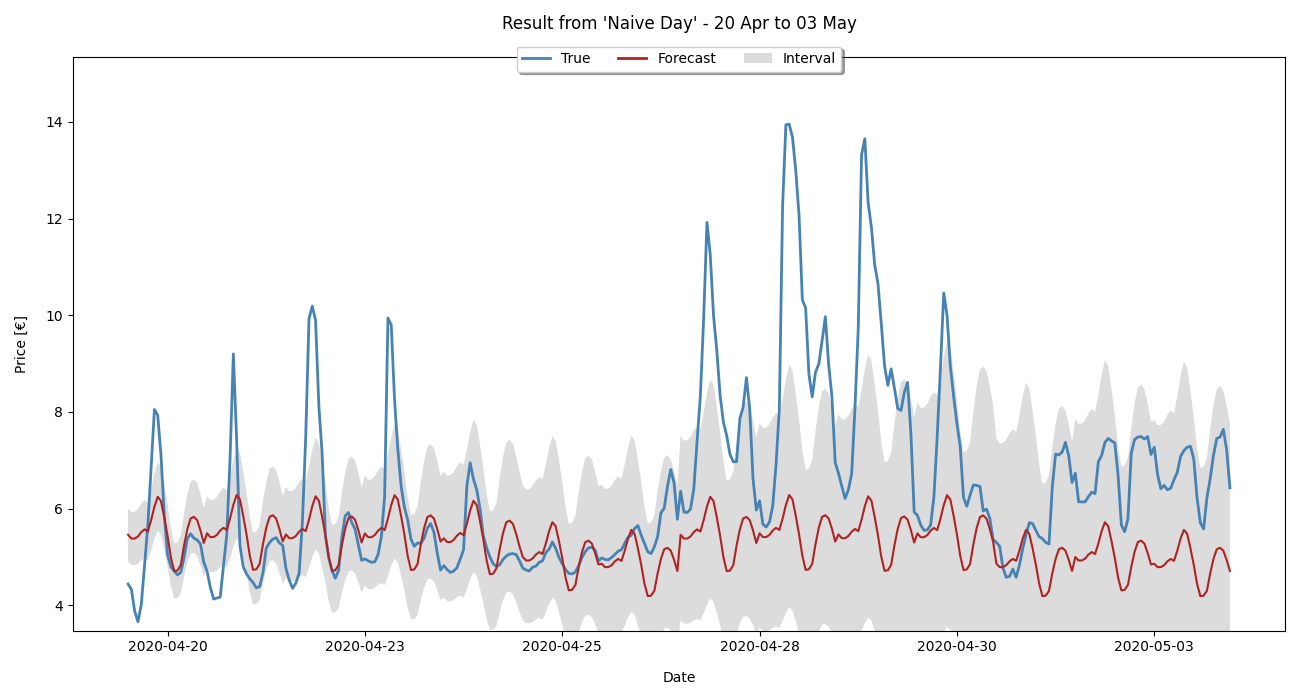 Result from 'Naive Day' - 20 Apr to 03 May
True Forecast Interval
14
12
10
8
6
4
Price [€]
2020-04-20 2020-04-23 2020-04-25 2020-04-28 2020-04-30 2020-05-03
Date